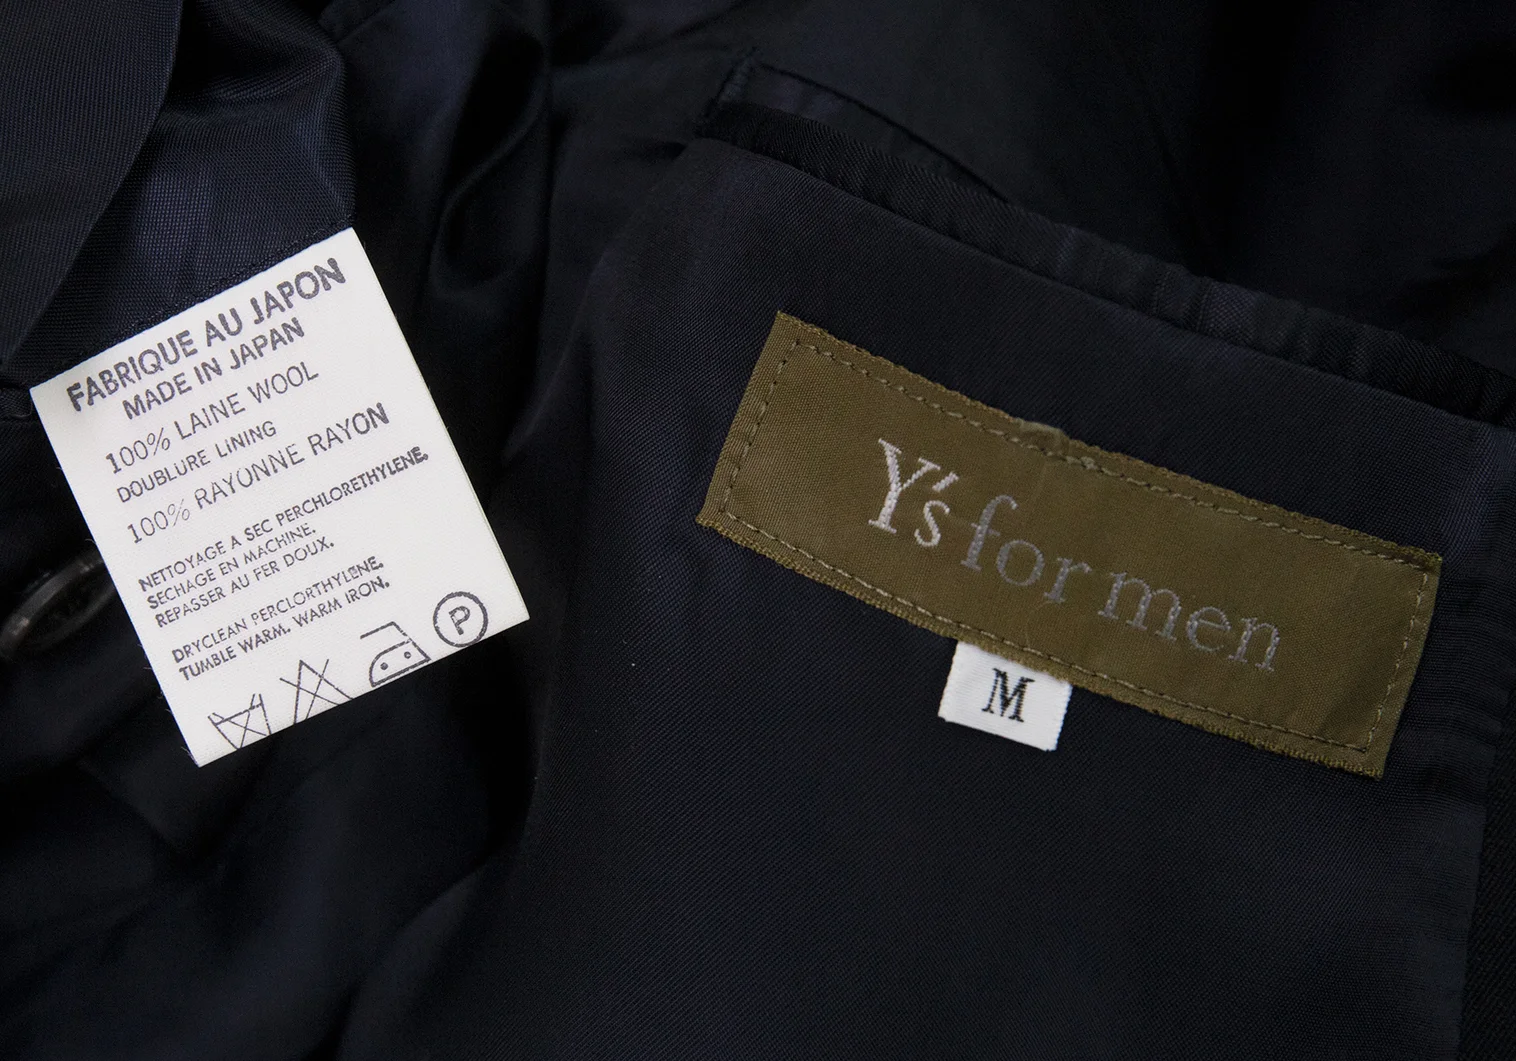 FABRIQUE AU JAPON
MADE IN JAPAN
100% LAINE WOOL
DOUBLURE LINING
100% RAYONNE RAYON
NETTOYAGE A SEC PERCHLORETHYLENE.
SECHAGE EN MACHINE.
REPASSER AU FER DOUX.
DRYCLEAN PERCLORTHYLENE.
TUMBLE WARM. WARM IRON.
P
Y's for men
M